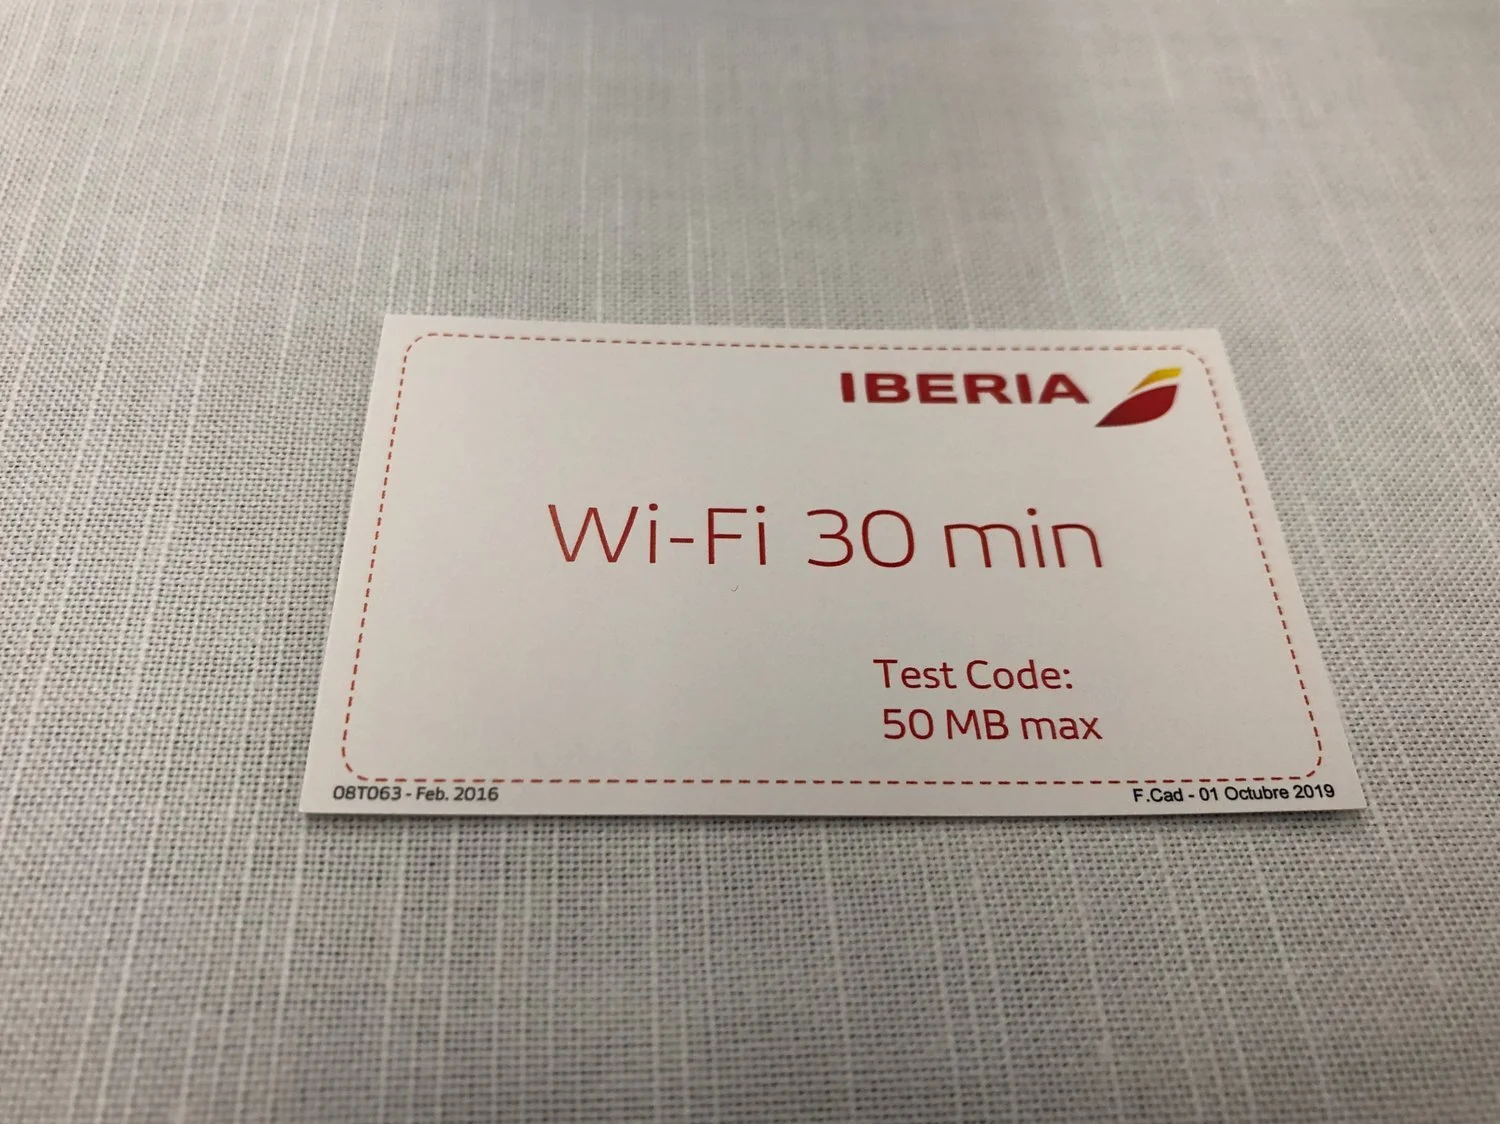 IBERIA
Wi-Fi 30 min
Test Code:
50 MB max
08T063 - Feb. 2016
F.Cad - 01 Octubre 2019